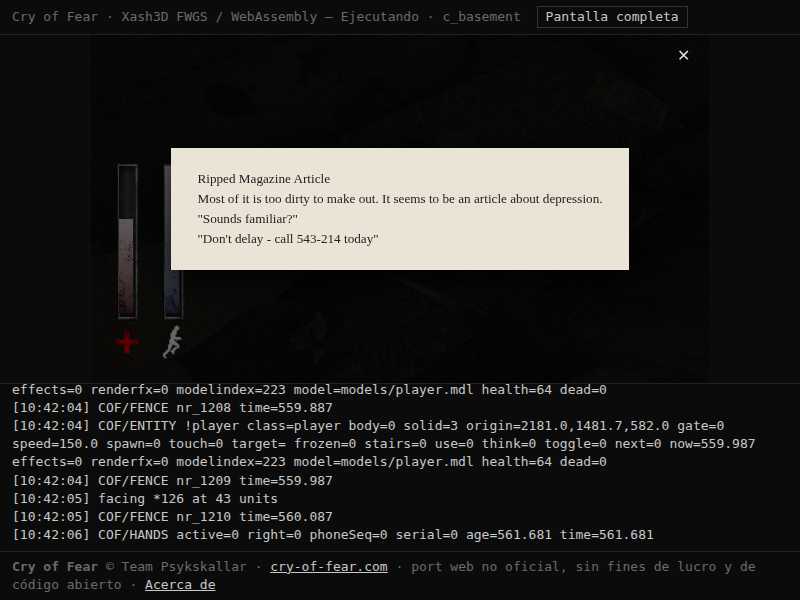 Cry of Fear · Xash3D FWGS / WebAssembly — Ejecutando · c_basement
Pantalla completa
✕
Ripped Magazine Article
Most of it is too dirty to make out. It seems to be an article about depression.
"Sounds familiar?"
"Don't delay - call 543-214 today"
effects=0 renderfx=0 modelindex=223 model=models/player.mdl health=64 dead=0
[10:42:04] COF/FENCE nr_1208 time=559.887
[10:42:04] COF/ENTITY !player class=player body=0 solid=3 origin=2181.0,1481.7,582.0 gate=0
speed=150.0 spawn=0 touch=0 target= frozen=0 stairs=0 use=0 think=0 toggle=0 next=0 now=559.987
effects=0 renderfx=0 modelindex=223 model=models/player.mdl health=64 dead=0
[10:42:04] COF/FENCE nr_1209 time=559.987
[10:42:05] facing *126 at 43 units
[10:42:05] COF/FENCE nr_1210 time=560.087
[10:42:06] COF/HANDS active=0 right=0 phoneSeq=0 serial=0 age=561.681 time=561.681
Cry of Fear © Team Psykskallar · cry-of-fear.com · port web no oficial, sin fines de lucro y de
código abierto · Acerca de